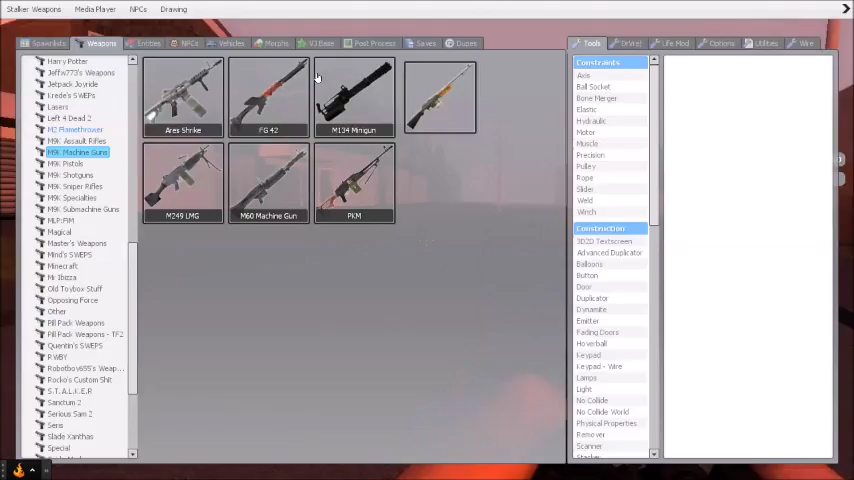 Stalker Weapons Media Player NPCs Drawing
Spawnlists Weapons Entities NPCs Vehicles Morphs VJ Base Post Process Saves Dupes
Tools Options Utilities Wire
Harry Potter
Jeffw773's Weapons
Jetpack Joyride
Krede's SWEPs
Lasers
Left 4 Dead 2
M2 Flamethrower
M9K Assault Rifles
M9K Machine Guns
M9K Pistols
M9K Shotguns
M9K Sniper Rifles
M9K Specialties
M9K Submachine Guns
MLP:FiM
Magical
Master's Weapons
Mind's SWEPS
Minecraft
Mr Ibizza
Old Toybox Stuff
Opposing Force
Other
Pill Pack Weapons
Pill Pack Weapons - TF2
Quentin's SWEPS
RWBY
Robotboy655's Weap...
Rocko's Custom Shit
S.T.A.L.K.E.R
Sanctum 2
Serious Sam 2
Sens
Slade Xanthas
Special
Ares Shrike
FG 42
M134 Minigun
M249 LMG
M60 Machine Gun
PKM
Constraints
Axis
Ball Socket
Bone Merger
Elastic
Hydraulic
Motor
Muscle
Precision
Pulley
Rope
Slider
Weld
Winch
Construction
3D2D Textscreen
Advanced Duplicator
Balloons
Button
Door
Duplicator
Dynamite
Emitter
Fading Doors
Hoverball
Keypad
Keypad - Wire
Lamps
Light
No Collide
No Collide World
Physical Properties
Remover
Scanner
Stacker